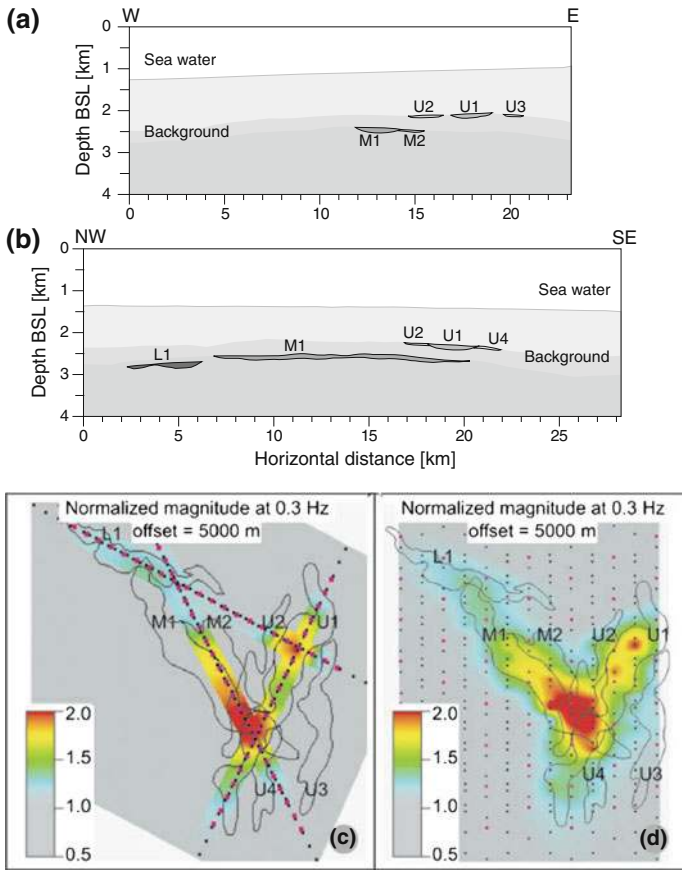 (a)
W E
0
1
2
3
4
Depth BSL [km]
Sea water
Background
U2 U1 U3
M1 M2
0 5 10 15 20
(b)
NW SE
0
1
2
3
4
Depth BSL [km]
Sea water
U2 U1 U4
M1
L1
Background
0 5 10 15 20 25
Horizontal distance [km]
Normalized magnitude at 0.3 Hz
offset = 5000 m
L1
M1 M2 U2 U1
U4 U3
2.0
1.5
1.0
0.5
(c)
Normalized magnitude at 0.3 Hz
offset = 5000 m
L1
M1 M2 U2 U1
U4 U3
2.0
1.5
1.0
0.5
(d)